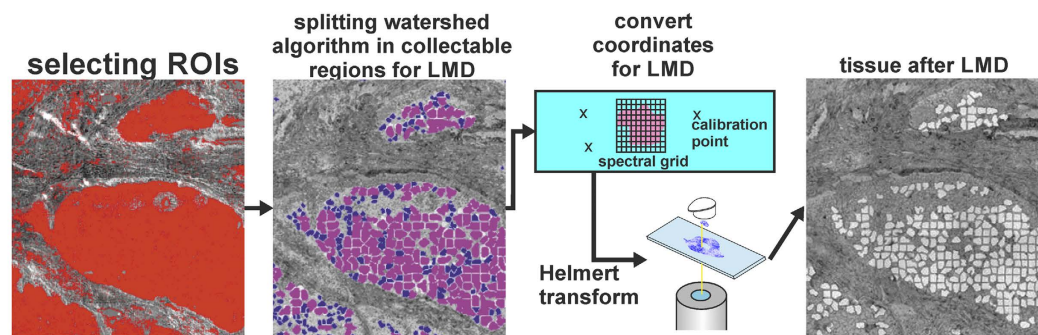 selecting ROIs
splitting watershed
algorithm in collectable
regions for LMD
convert
coordinates
for LMD
x
x
x
calibration
point
spectral grid
Helmert
transform
tissue after LMD